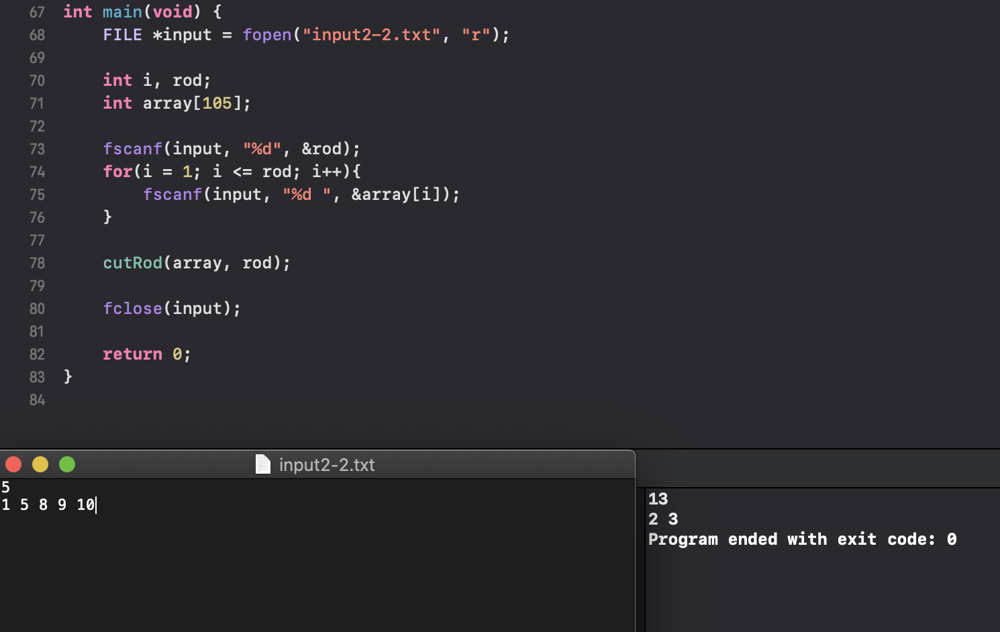 67 int main(void) {
68     FILE *input = fopen("input2-2.txt", "r");
69
70     int i, rod;
71     int array[105];
72
73     fscanf(input, "%d", &rod);
74     for(i = 1; i <= rod; i++){
75         fscanf(input, "%d ", &array[i]);
76     }
77
78     cutRod(array, rod);
79
80     fclose(input);
81
82     return 0;
83 }
84
input2-2.txt
5
1 5 8 9 10
13
2 3
Program ended with exit code: 0